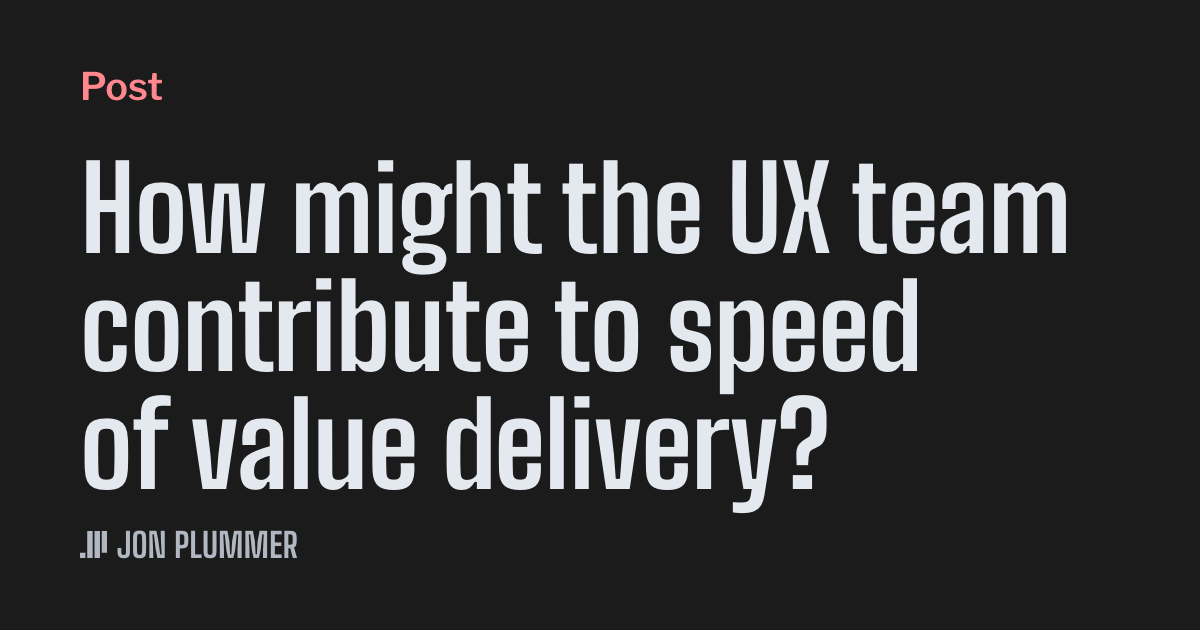 Post
How might the UX team
contribute to speed
of value delivery?
JON PLUMMER